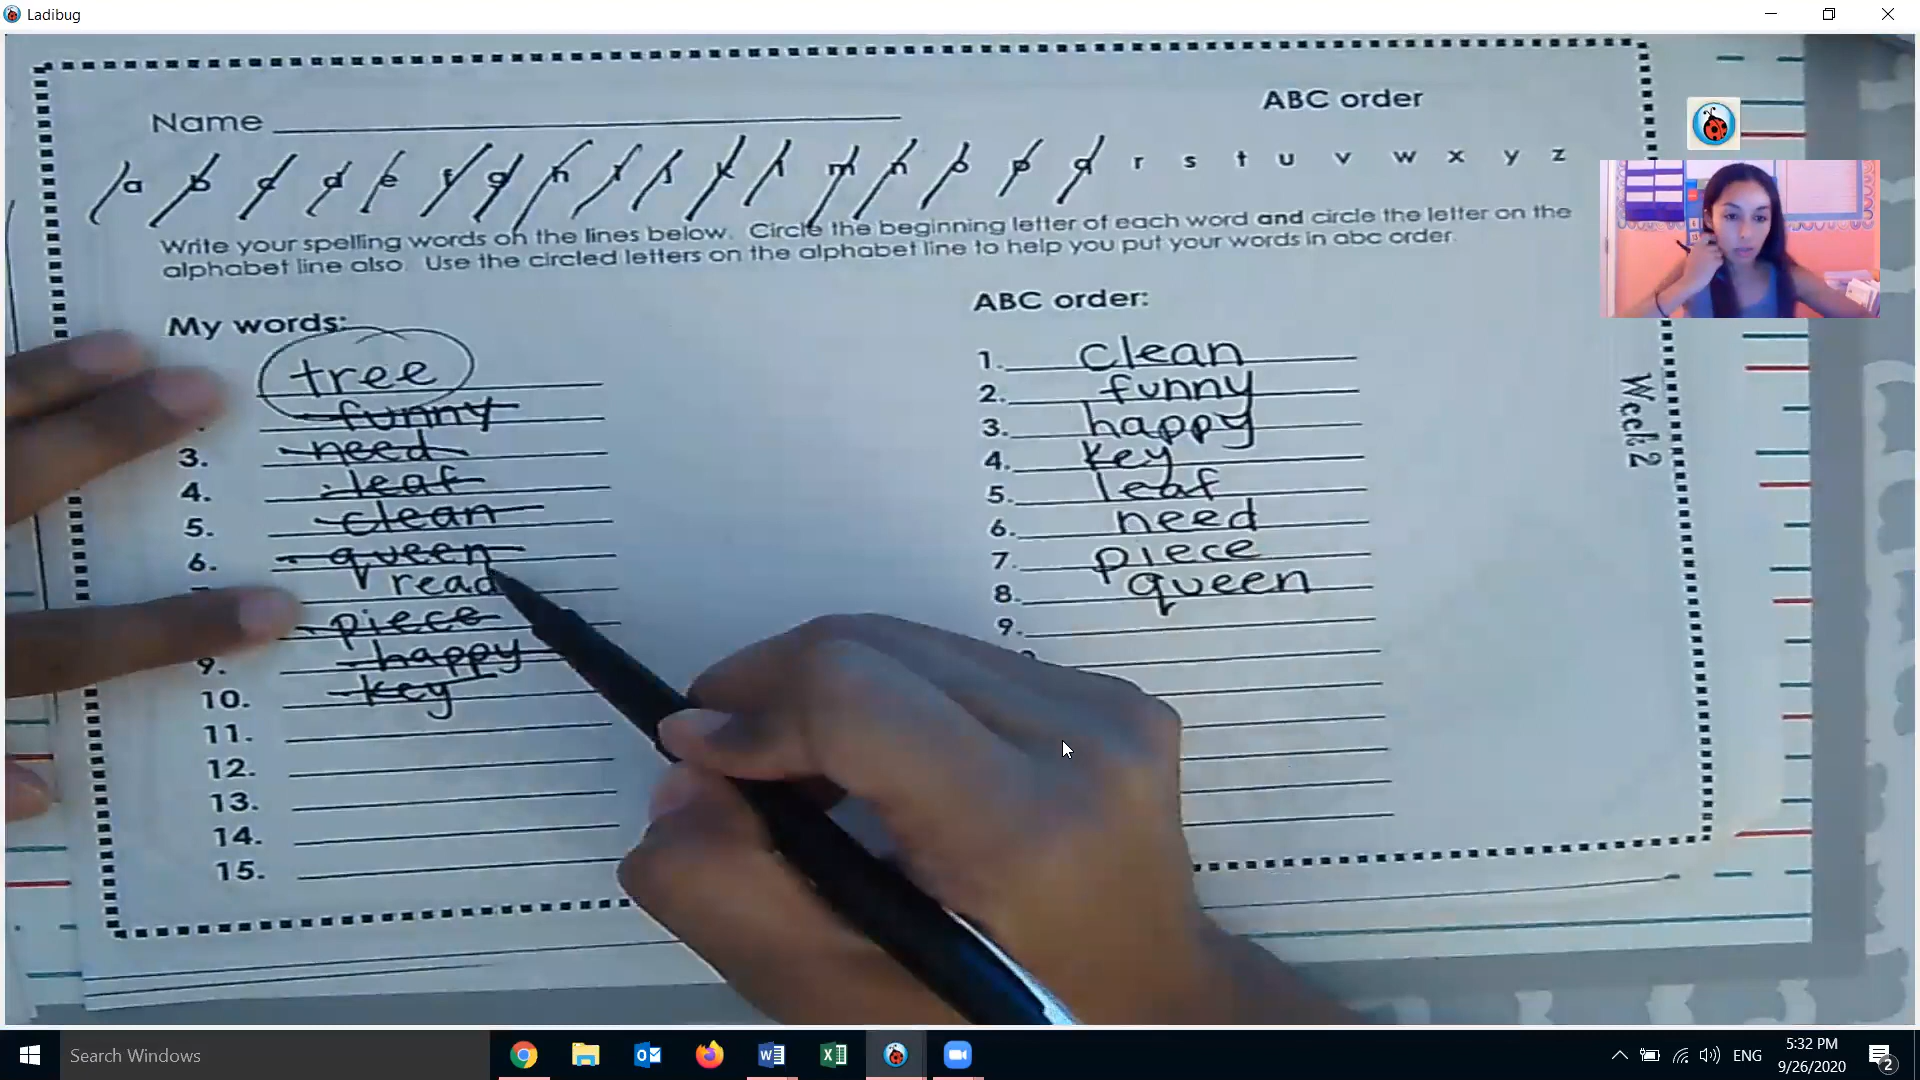 Ladibug
ABC order
Name
a b c d e f g h i j k l m n o p q r s t u v w x y z
Write your spelling words on the lines below. Circle the beginning letter of each word and circle the letter on the
alphabet line also. Use the circled letters on the alphabet line to help you put your words in abc order.
My words:
tree
funny
3. need
4. leaf
5. clean
6. queen
read
piece
9. happy
10. key
11.
12.
13.
14.
15.
ABC order:
1. clean
2. funny
3. happy
4. key
5. leaf
6. need
7. piece
8. queen
9.
Week 2
Search Windows
ENG
5:32 PM
9/26/2020
2